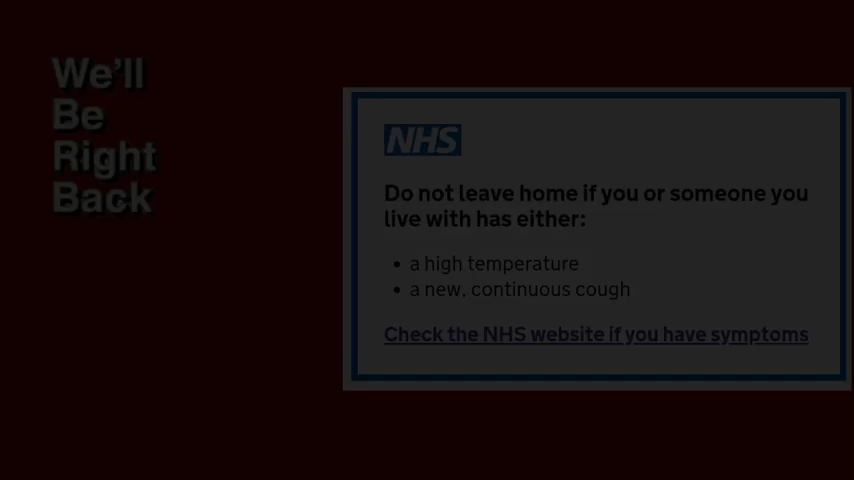 We'll
Be
Right
Back
NHS
Do not leave home if you or someone you
live with has either:
• a high temperature
• a new, continuous cough
Check the NHS website if you have symptoms